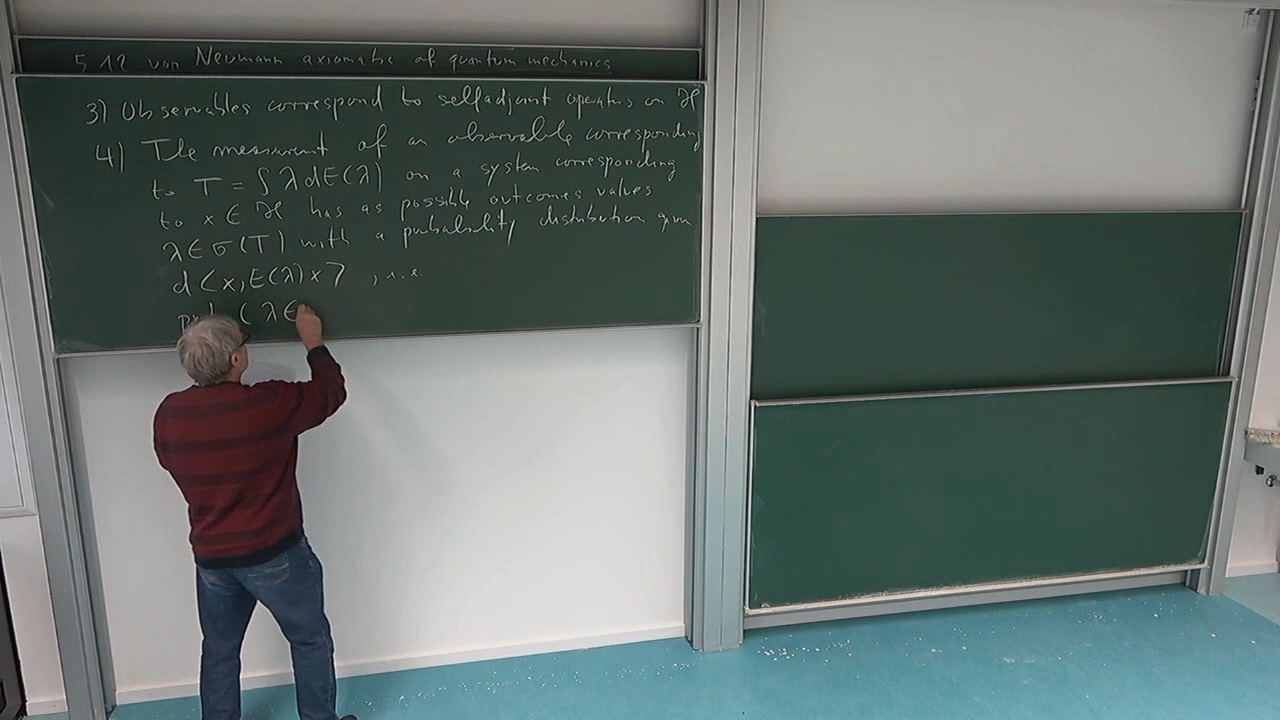 5.12 von Neumann axiomatic of quantum mechanics
3) Observables correspond to selfadjoint operators on ℋ
4) The measurment of an observable corresponding
to T = ∫ λ dE(λ) on a system corresponding
to x ∈ ℋ has as possible outcomes values
λ ∈ σ(T) with a probability distribution given
d⟨x, E(λ)x⟩ , i.e.
( λ ∈